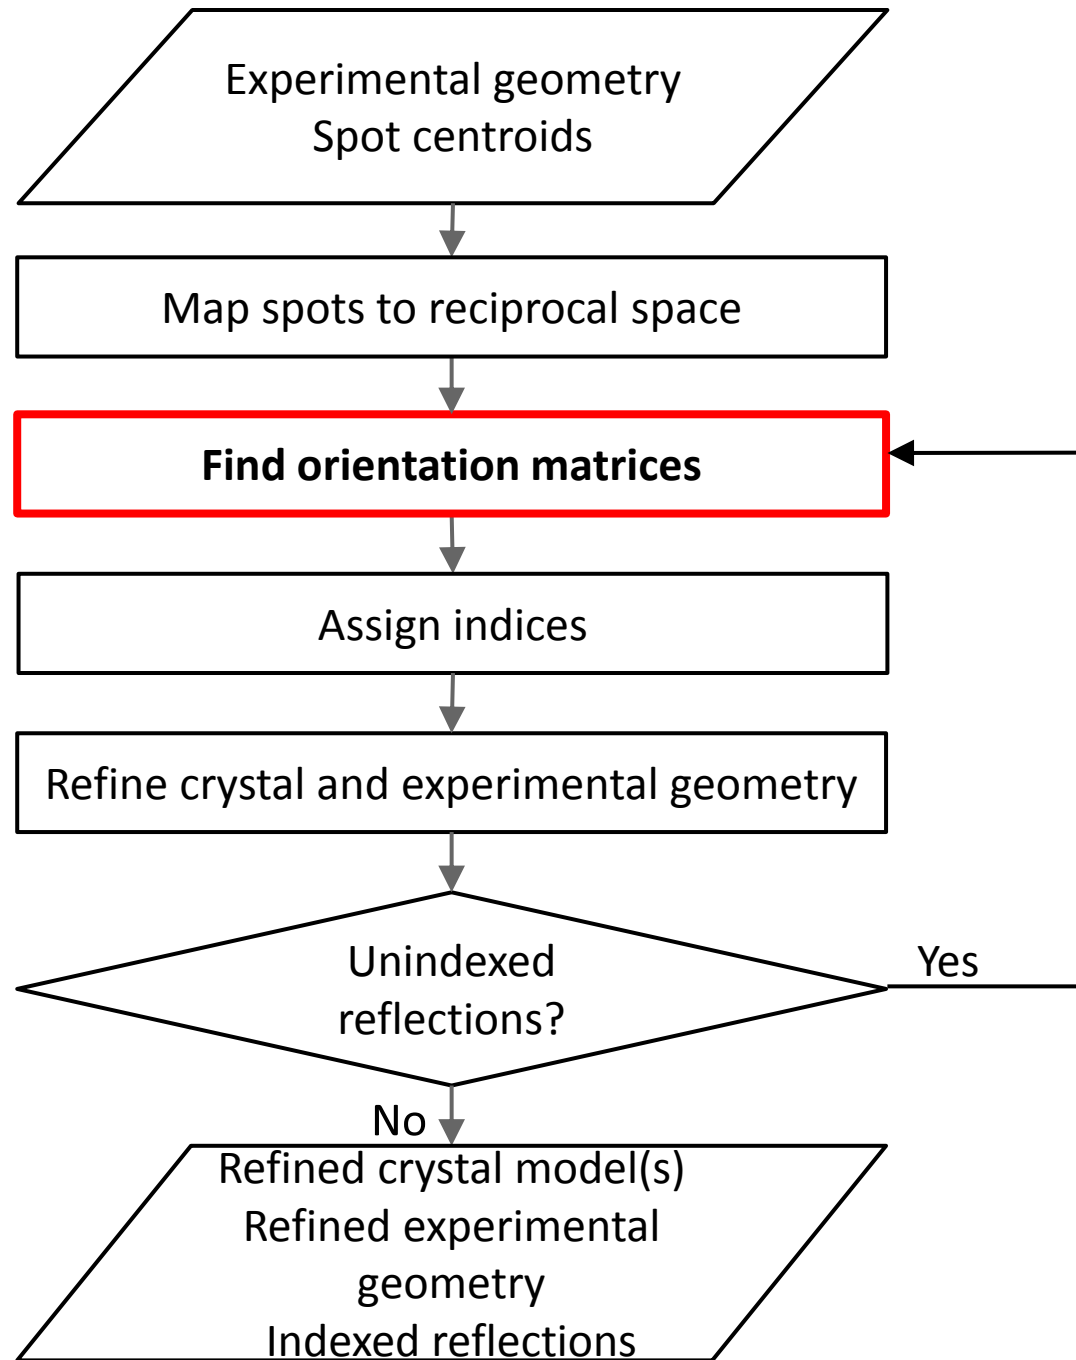 Experimental geometry
Spot centroids
Map spots to reciprocal space
Find orientation matrices
Assign indices
Refine crystal and experimental geometry
Unindexed
reflections?
Yes
No
Refined crystal model(s)
Refined experimental
geometry
Indexed reflections